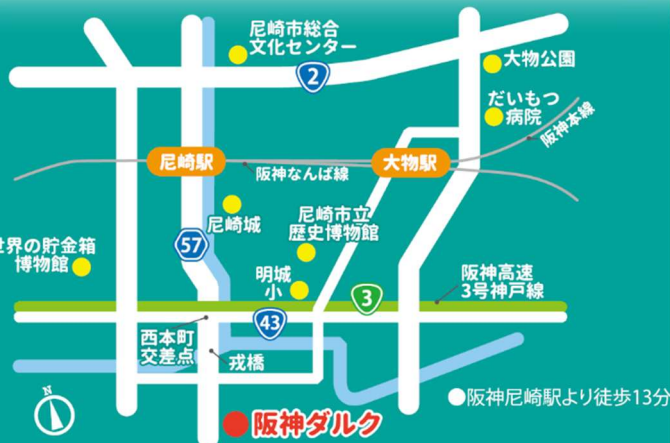 尼崎市総合
文化センター
2
大物公園
だいもつ
病院
阪神本線
尼崎駅
大物駅
阪神なんば線
尼崎城
尼崎市立
歴史博物館
57
世界の貯金箱
博物館
明城
小
3
阪神高速
3号神戸線
43
西本町
交差点
戎橋
N
阪神ダルク
●阪神尼崎駅より徒歩13分